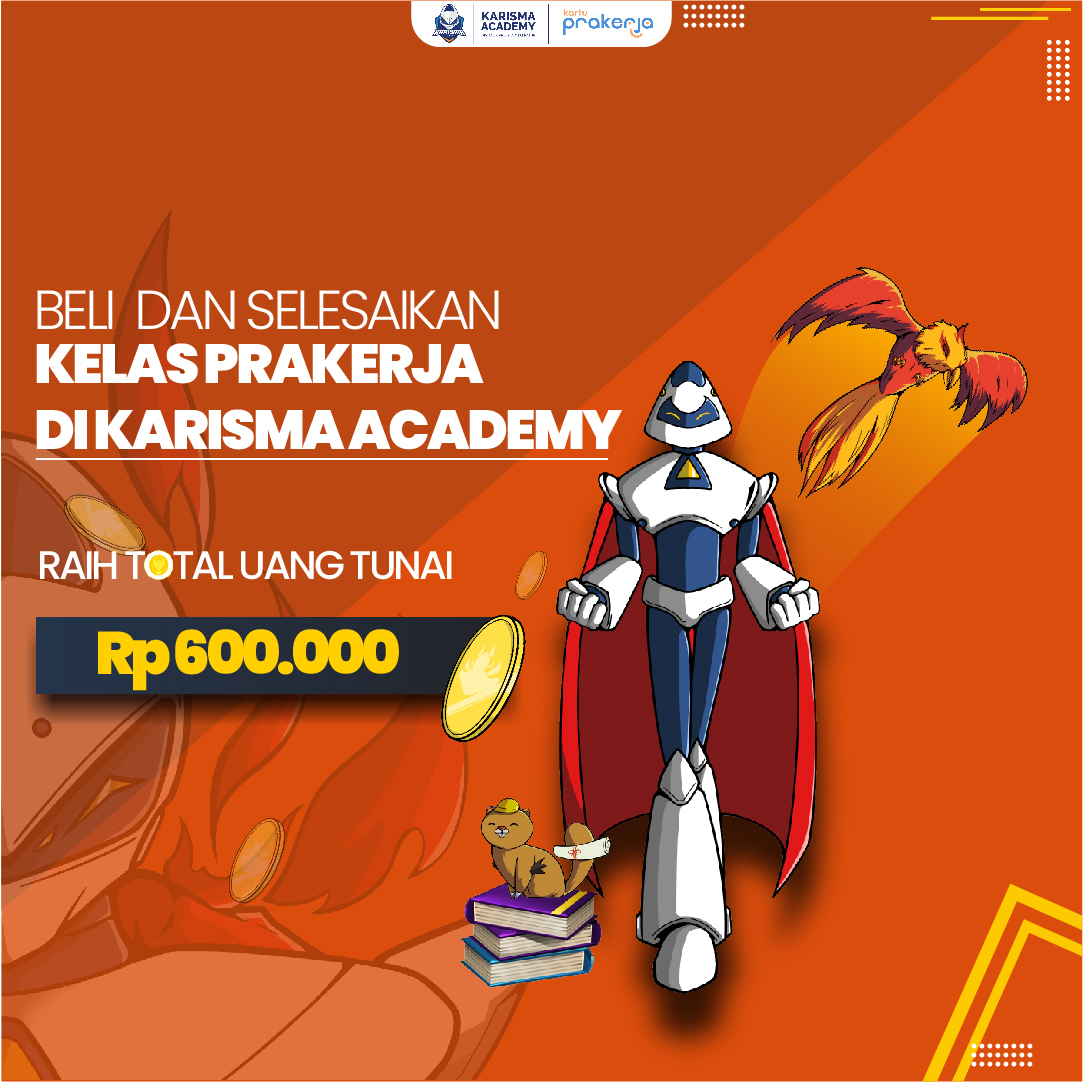 KARISMA
ACADEMY
kartu
prakerja
BELI DAN SELESAIKAN
KELAS PRAKERJA
DI KARISMA ACADEMY
RAIH TOTAL UANG TUNAI
Rp 600.000